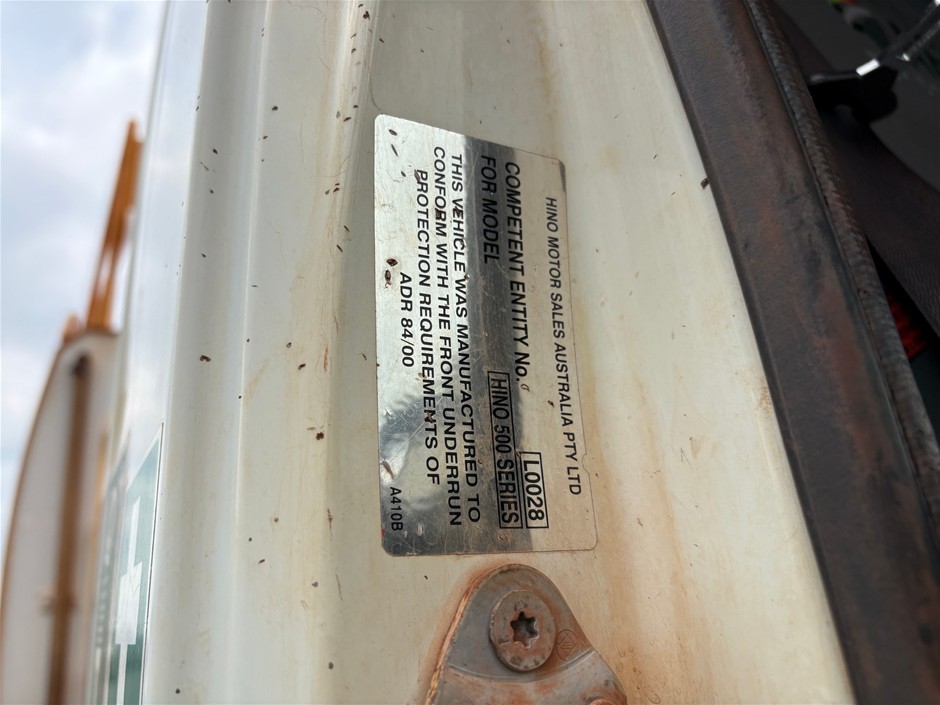 HINO MOTOR SALES AUSTRALIA PTY LTD
COMPETENT ENTITY No. L0028
FOR MODEL HINO 500 SERIES
THIS VEHICLE WAS MANUFACTURED TO
CONFORM WITH THE FRONT UNDERRUN
PROTECTION REQUIREMENTS OF
ADR 84/00
A410B